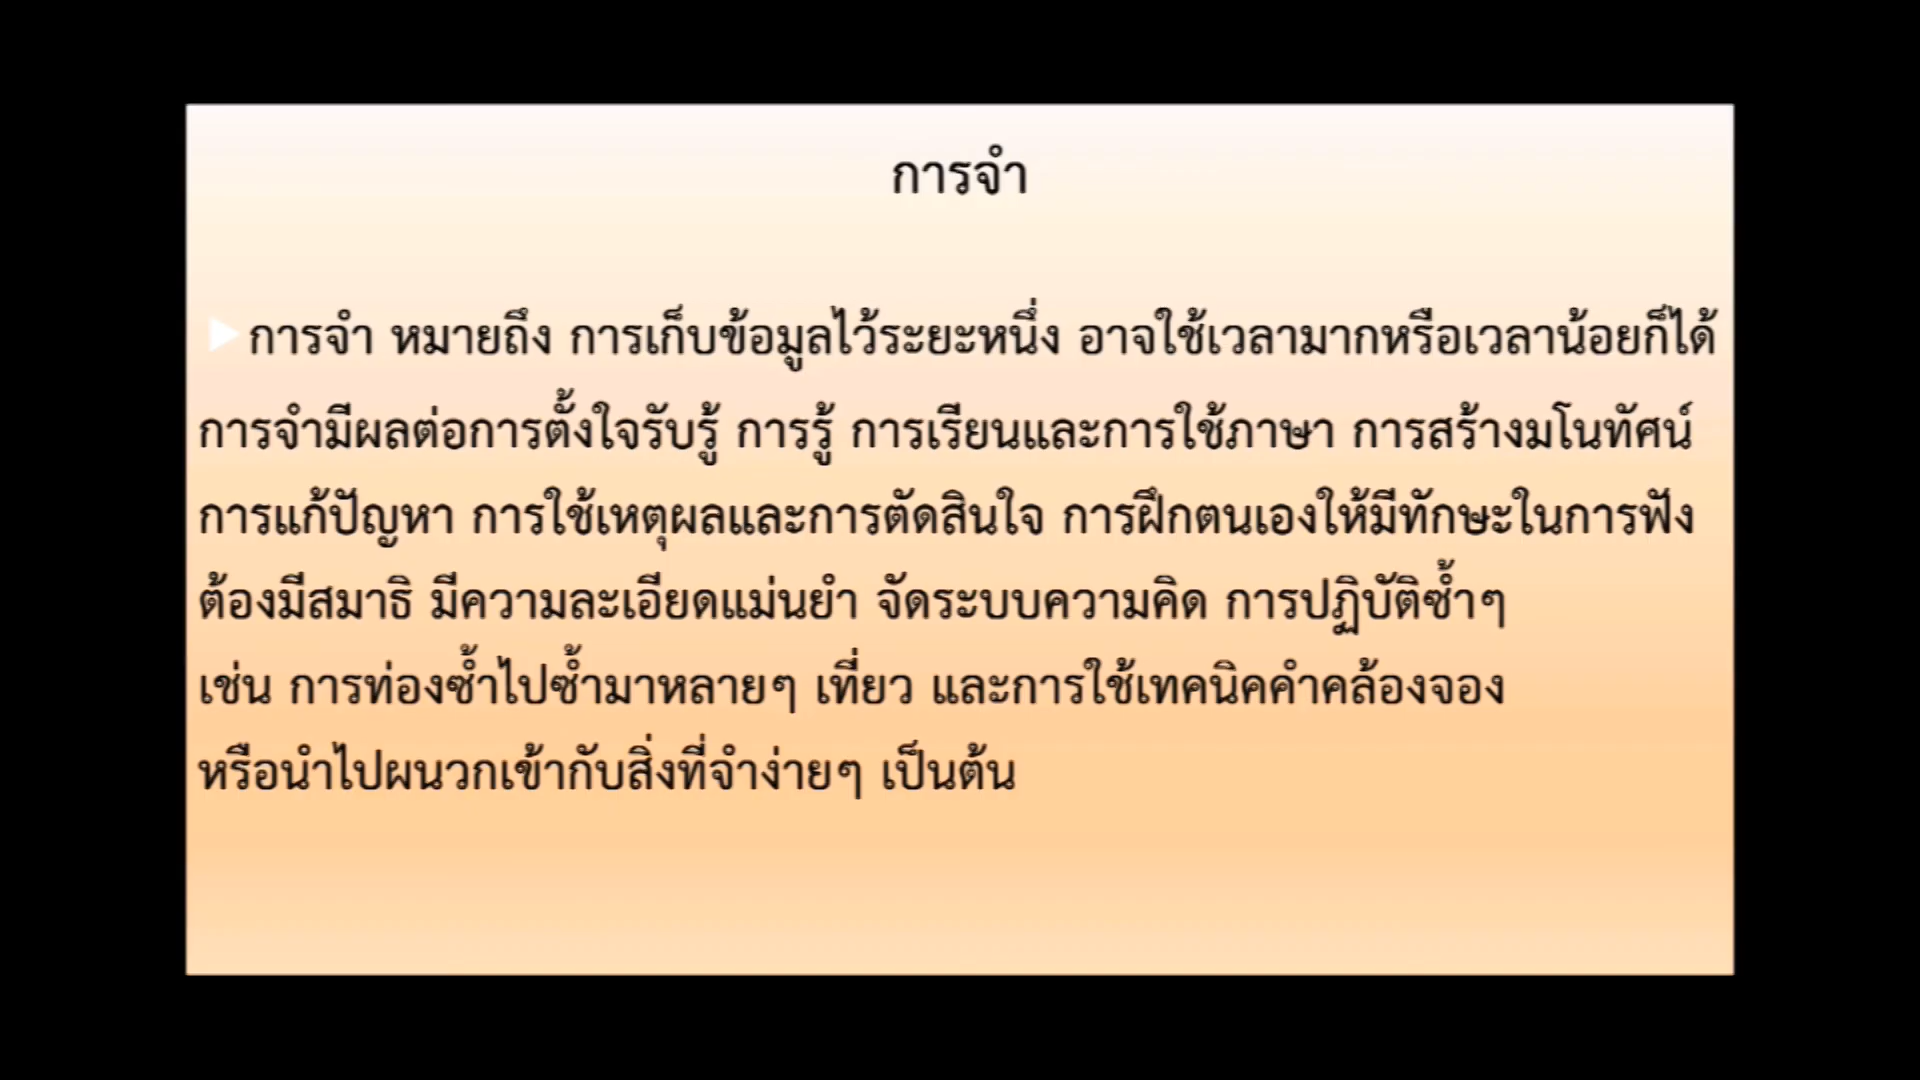 การจำ
การจำ หมายถึง การเก็บข้อมูลไว้ระยะหนึ่ง อาจใช้เวลามากหรือเวลาน้อยก็ได้
การจำมีผลต่อการตั้งใจรับรู้ การรู้ การเรียนและการใช้ภาษา การสร้างมโนทัศน์
การแก้ปัญหา การใช้เหตุผลและการตัดสินใจ การฝึกตนเองให้มีทักษะในการฟัง
ต้องมีสมาธิ มีความละเอียดแม่นยำ จัดระบบความคิด การปฏิบัติซ้ำๆ
เช่น การท่องซ้ำไปซ้ำมาหลายๆ เที่ยว และการใช้เทคนิคคำคล้องจอง
หรือนำไปผนวกเข้ากับสิ่งที่จำง่ายๆ เป็นต้น